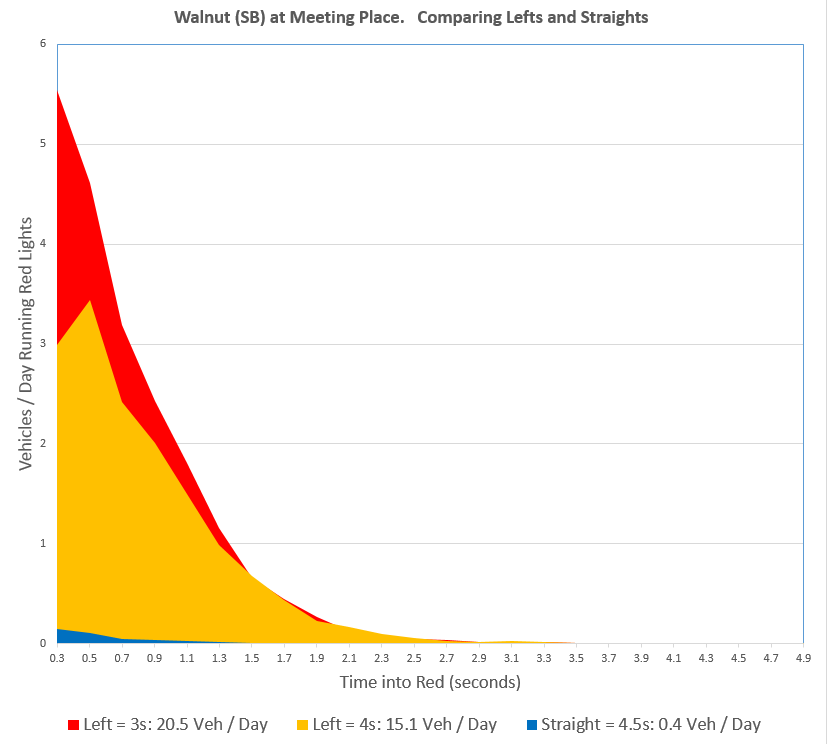 Walnut (SB) at Meeting Place.   Comparing Lefts and Straights
6
5
4
3
2
1
0
Vehicles / Day Running Red Lights
0.3 0.5 0.7 0.9 1.1 1.3 1.5 1.7 1.9 2.1 2.3 2.5 2.7 2.9 3.1 3.3 3.5 3.7 3.9 4.1 4.3 4.5 4.7 4.9
Time into Red (seconds)
Left = 3s: 20.5 Veh / Day Left = 4s: 15.1 Veh / Day Straight = 4.5s: 0.4 Veh / Day